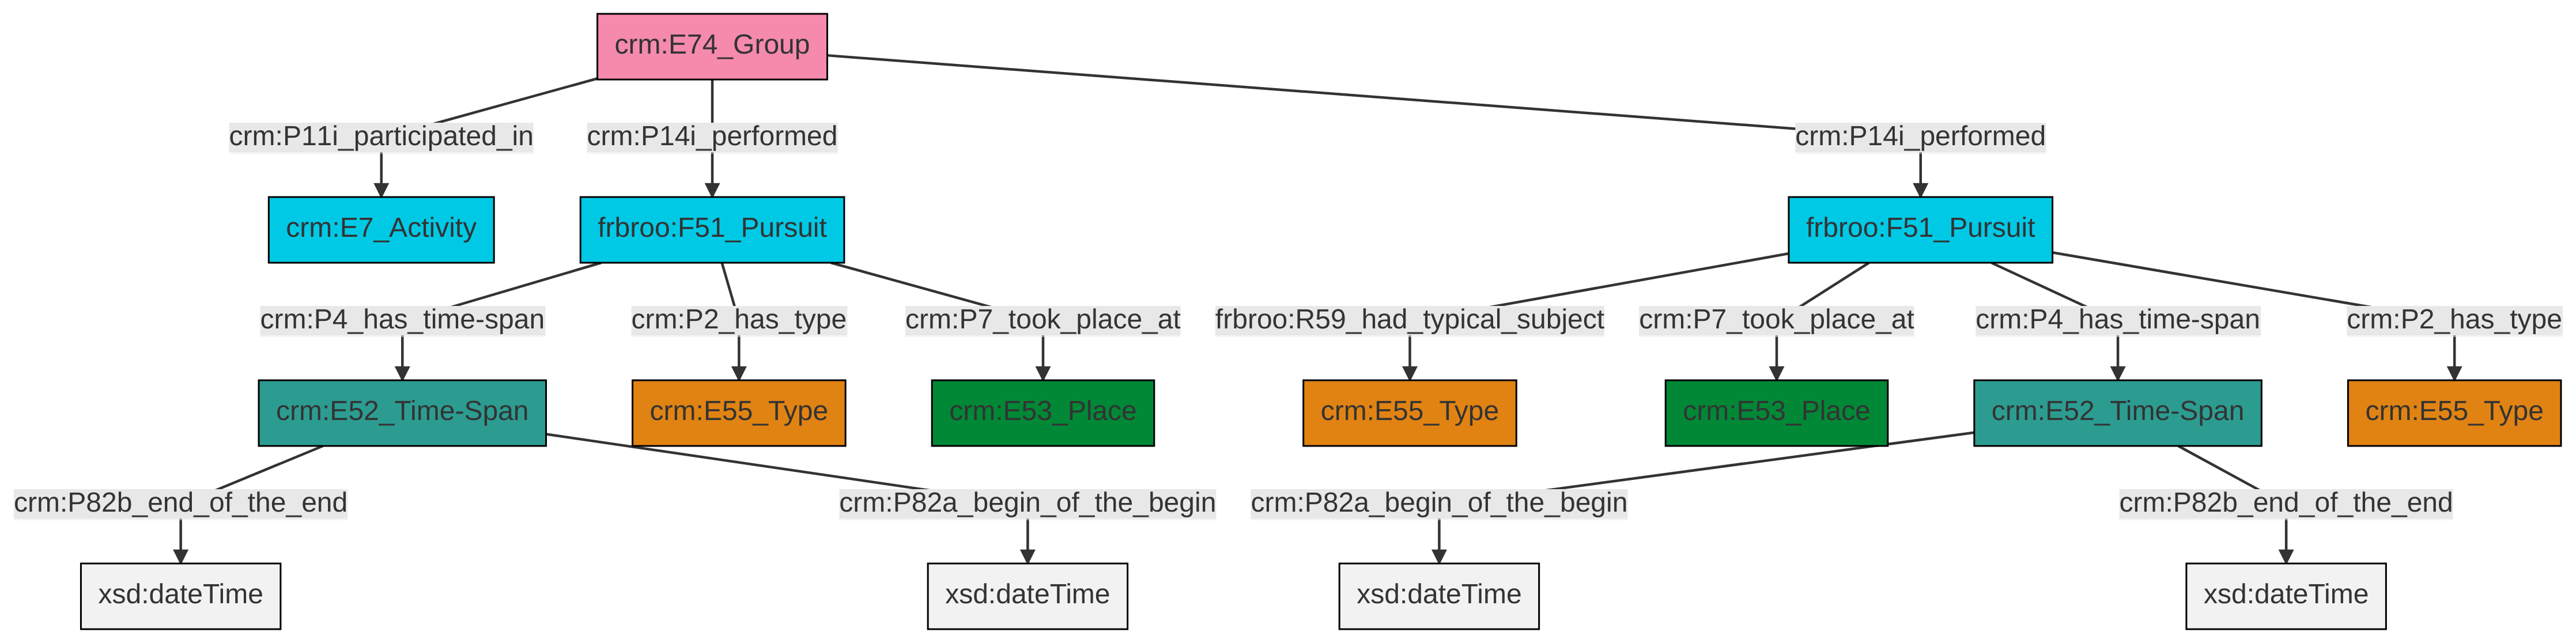 crm:E74_Group
crm:P11i_participated_in
crm:P14i_performed
crm:P14i_performed
crm:E7_Activity
frbroo:F51_Pursuit
frbroo:F51_Pursuit
crm:P4_has_time-span
crm:P2_has_type
crm:P7_took_place_at
frbroo:R59_had_typical_subject
crm:P7_took_place_at
crm:P4_has_time-span
crm:P2_has_type
crm:E52_Time-Span
crm:E55_Type
crm:E53_Place
crm:E55_Type
crm:E53_Place
crm:E52_Time-Span
crm:E55_Type
crm:P82b_end_of_the_end
crm:P82a_begin_of_the_begin
crm:P82a_begin_of_the_begin
crm:P82b_end_of_the_end
xsd:dateTime
xsd:dateTime
xsd:dateTime
xsd:dateTime